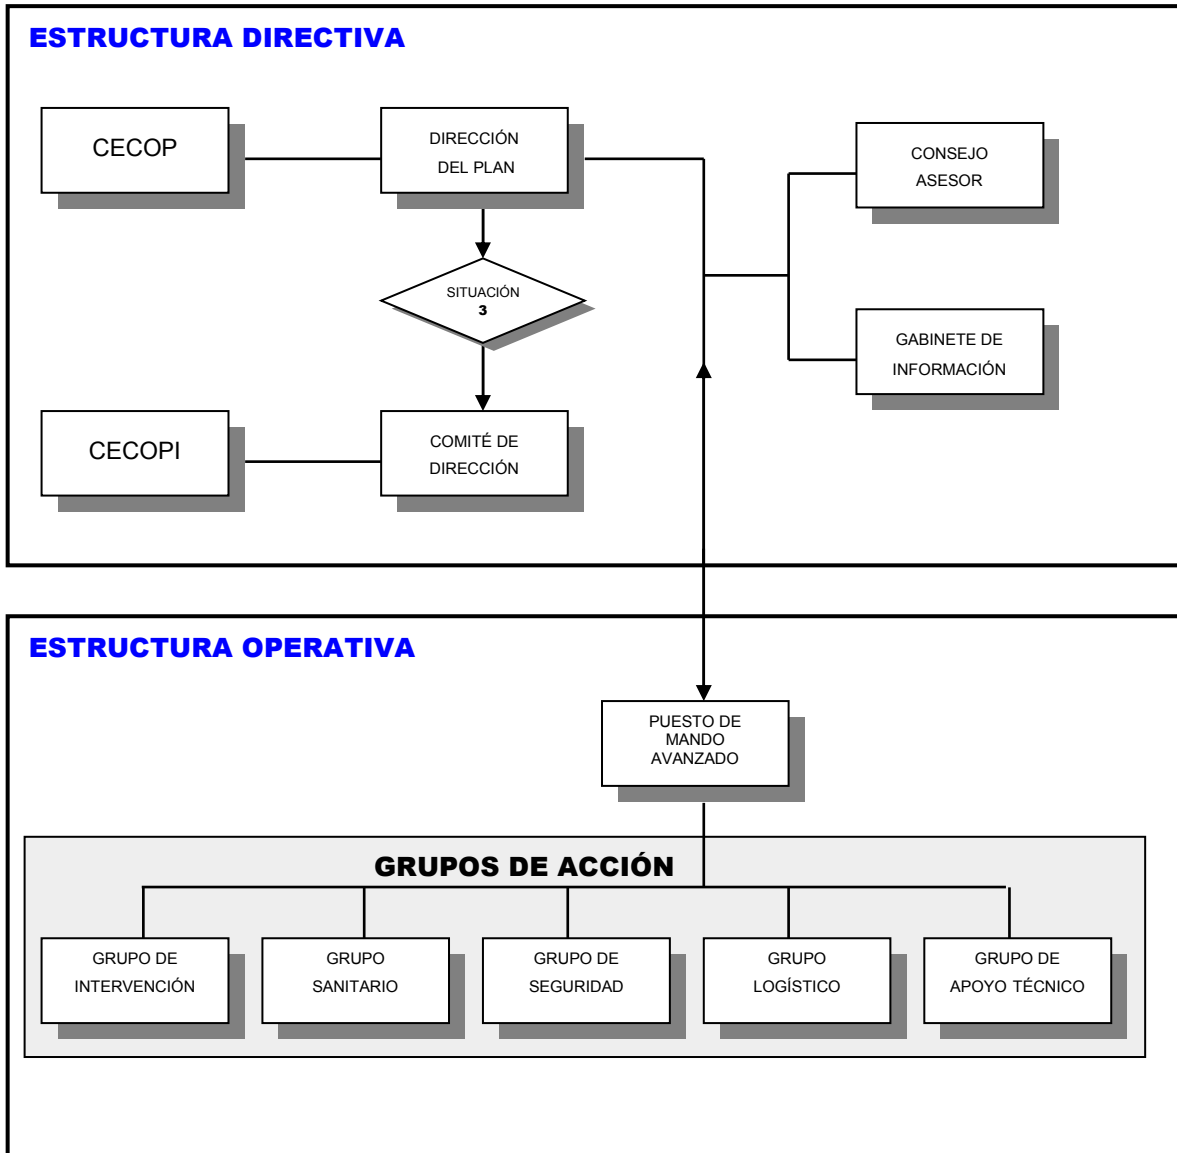 ESTRUCTURA DIRECTIVA
CECOP
DIRECCIÓN
DEL PLAN
CONSEJO
ASESOR
SITUACIÓN
3
GABINETE DE
INFORMACIÓN
CECOPI
COMITÉ DE
DIRECCIÓN
ESTRUCTURA OPERATIVA
PUESTO DE
MANDO
AVANZADO
GRUPOS DE ACCIÓN
GRUPO DE
INTERVENCIÓN
GRUPO
SANITARIO
GRUPO DE
SEGURIDAD
GRUPO
LOGÍSTICO
GRUPO DE
APOYO TÉCNICO